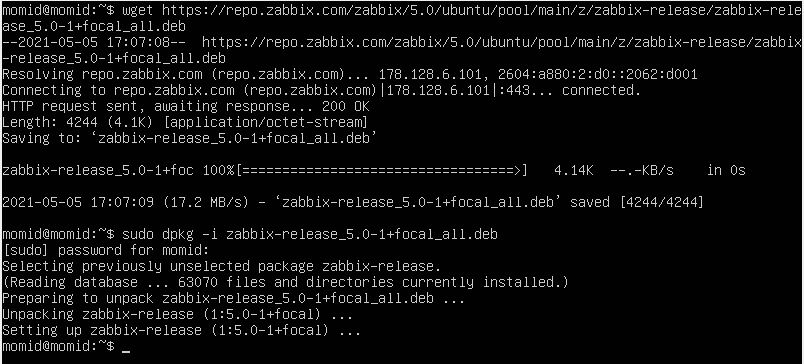 momid@momid:~$ wget https://repo.zabbix.com/zabbix/5.0/ubuntu/pool/main/z/zabbix-release/zabbix-rele
ase_5.0-1+focal_all.deb
--2021-05-05 17:07:08--  https://repo.zabbix.com/zabbix/5.0/ubuntu/pool/main/z/zabbix-release/zabbix
-release_5.0-1+focal_all.deb
Resolving repo.zabbix.com (repo.zabbix.com)... 178.128.6.101, 2604:a880:2:d0::2062:d001
Connecting to repo.zabbix.com (repo.zabbix.com)|178.128.6.101|:443... connected.
HTTP request sent, awaiting response... 200 OK
Length: 4244 (4.1K) [application/octet-stream]
Saving to: ‘zabbix-release_5.0-1+focal_all.deb’
zabbix-release_5.0-1+foc 100%[===================================>]   4.14K  --.-KB/s    in 0s
2021-05-05 17:07:09 (17.2 MB/s) - ‘zabbix-release_5.0-1+focal_all.deb’ saved [4244/4244]
momid@momid:~$ sudo dpkg -i zabbix-release_5.0-1+focal_all.deb
[sudo] password for momid:
Selecting previously unselected package zabbix-release.
(Reading database ... 63070 files and directories currently installed.)
Preparing to unpack zabbix-release_5.0-1+focal_all.deb ...
Unpacking zabbix-release (1:5.0-1+focal) ...
Setting up zabbix-release (1:5.0-1+focal) ...
momid@momid:~$ _